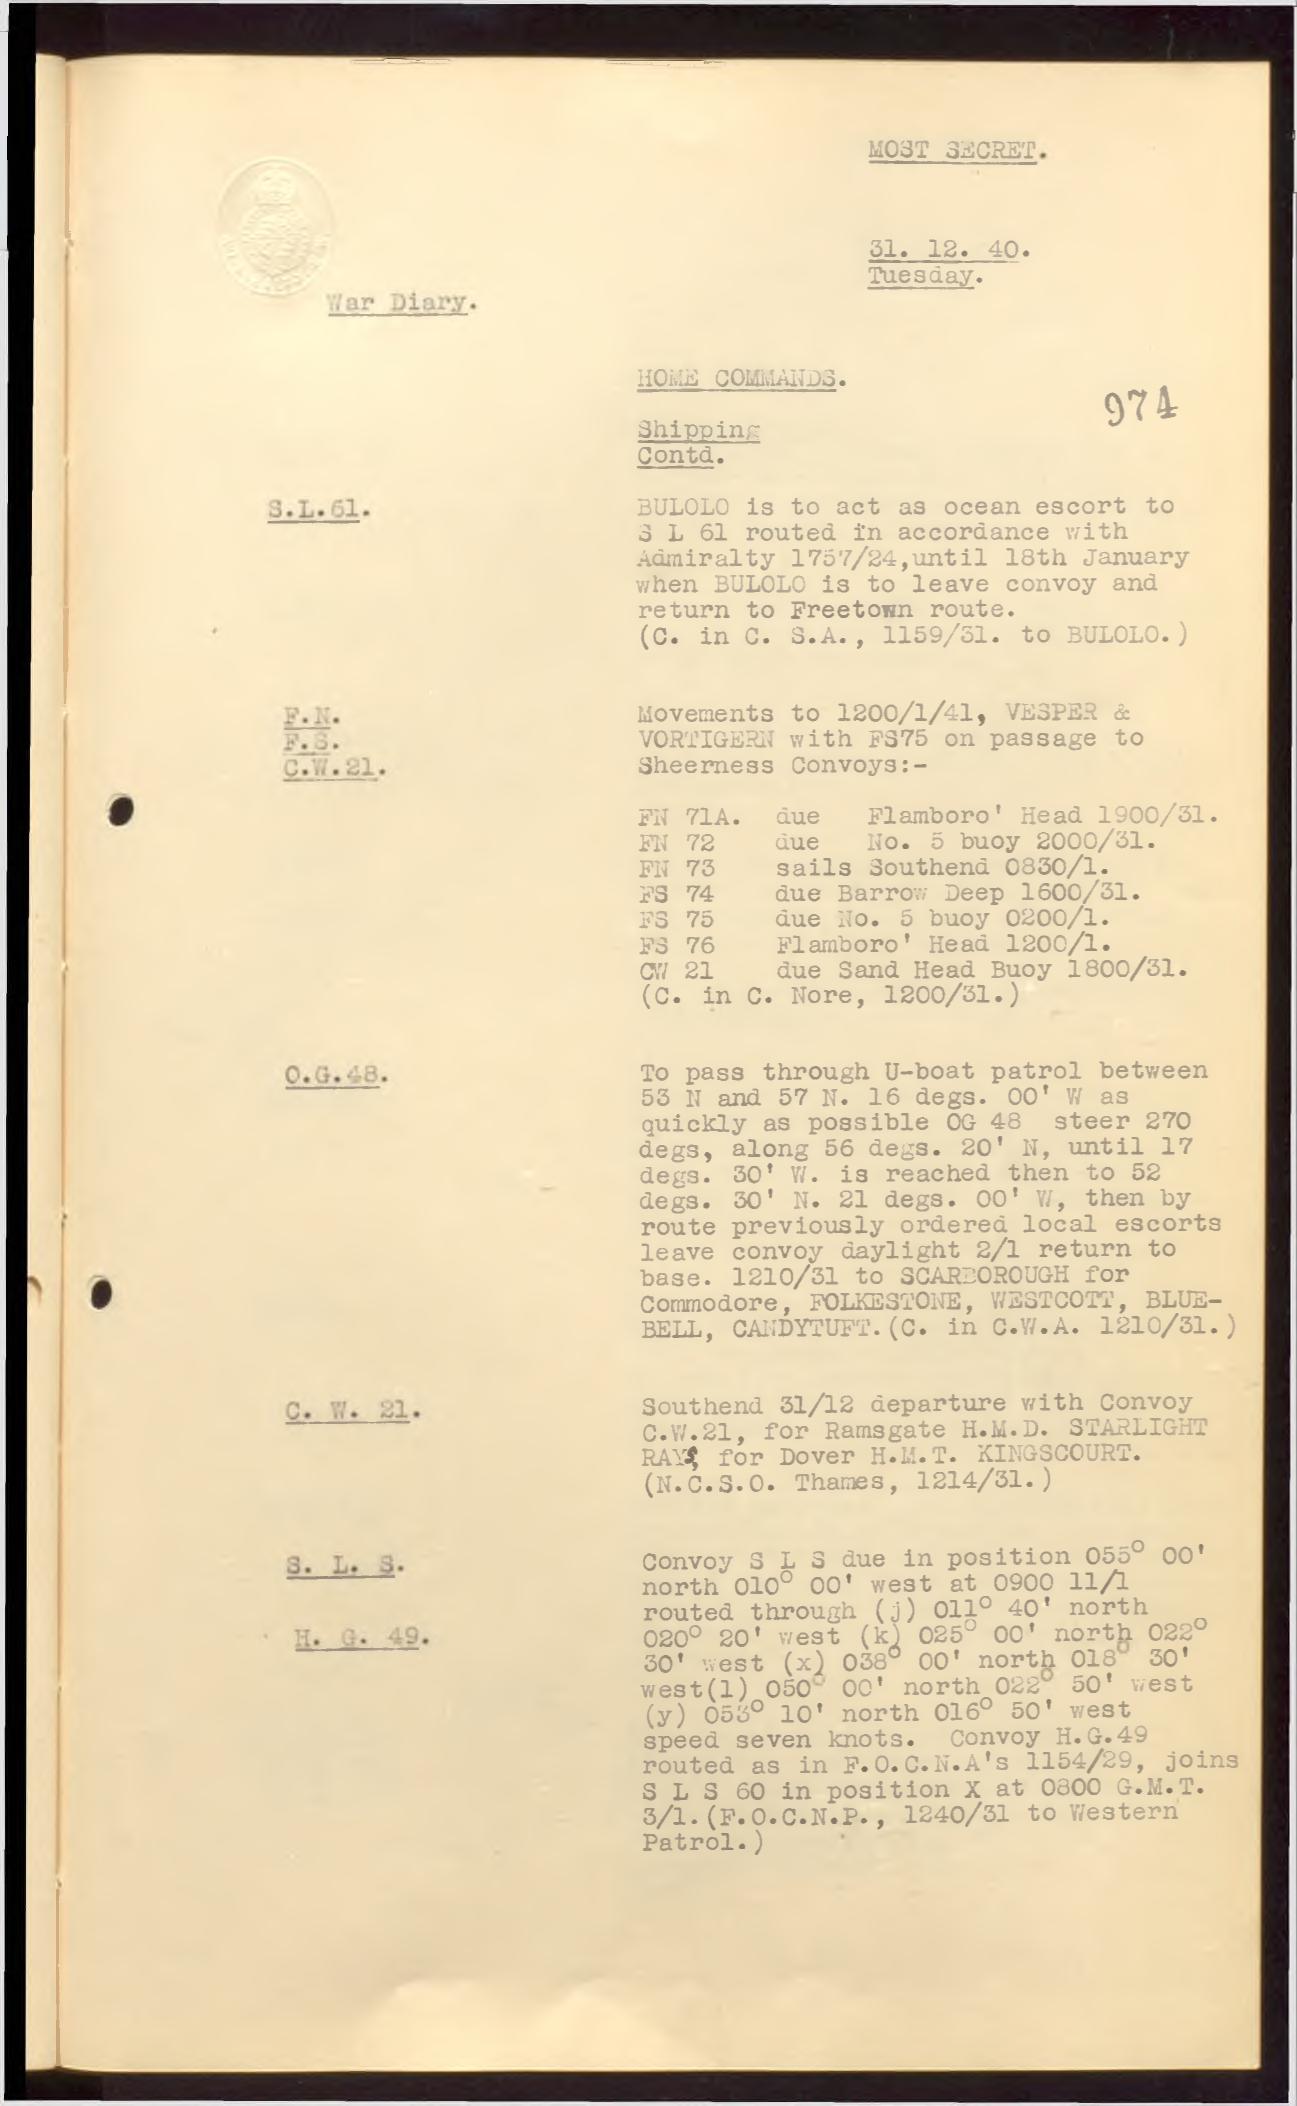 MOST SECRET.
31. 12. 40.
Tuesday.
War Diary.
HOME COMMANDS.
974
Shipping
Contd.
S.L.61.
BULOLO is to act as ocean escort to
S L 61 routed in accordance with
Admiralty 1757/24,until 18th January
when BULOLO is to leave convoy and
return to Freetown route.
(C. in C. S.A., 1159/31. to BULOLO.)
F.N.
F.S.
C.W.21.
Movements to 1200/1/41, VESPER &
VORTIGERN with FS75 on passage to
Sheerness Convoys:-
FN 71A. due Flamboro' Head 1900/31.
FN 72 due No. 5 buoy 2000/31.
FN 73 sails Southend 0830/1.
FS 74 due Barrow Deep 1600/31.
FS 75 due No. 5 buoy 0200/1.
FS 76 Flamboro' Head 1200/1.
CW 21 due Sand Head Buoy 1800/31.
(C. in C. Nore, 1200/31.)
O.G.48.
To pass through U-boat patrol between
53 N and 57 N. 16 degs. 00' W as
quickly as possible OG 48 steer 270
degs, along 56 degs. 20' N, until 17
degs. 30' W. is reached then to 52
degs. 30' N. 21 degs. 00' W, then by
route previously ordered local escorts
leave convoy daylight 2/1 return to
base. 1210/31 to SCARBOROUGH for
Commodore, FOLKESTONE, WESTCOTT, BLUE-
BELL, CANDYTUFT.(C. in C.W.A. 1210/31.)
C. W. 21.
Southend 31/12 departure with Convoy
C.W.21, for Ramsgate H.M.D. STARLIGHT
RAYS, for Dover H.M.T. KINGSCOURT.
(N.C.S.O. Thames, 1214/31.)
S. L. S.
H. G. 49.
Convoy S L S due in position 055° 00'
north 010° 00' west at 0900 11/1
routed through (j) 011° 40' north
020° 20' west (k) 025° 00' north 022°
30' west (x) 038° 00' north 018° 30'
west(l) 050° 00' north 022° 50' west
(y) 053° 10' north 016° 50' west
speed seven knots. Convoy H.G.49
routed as in F.O.C.N.A's 1154/29, joins
S L S 60 in position X at 0800 G.M.T.
3/1.(F.O.C.N.P., 1240/31 to Western
Patrol.)